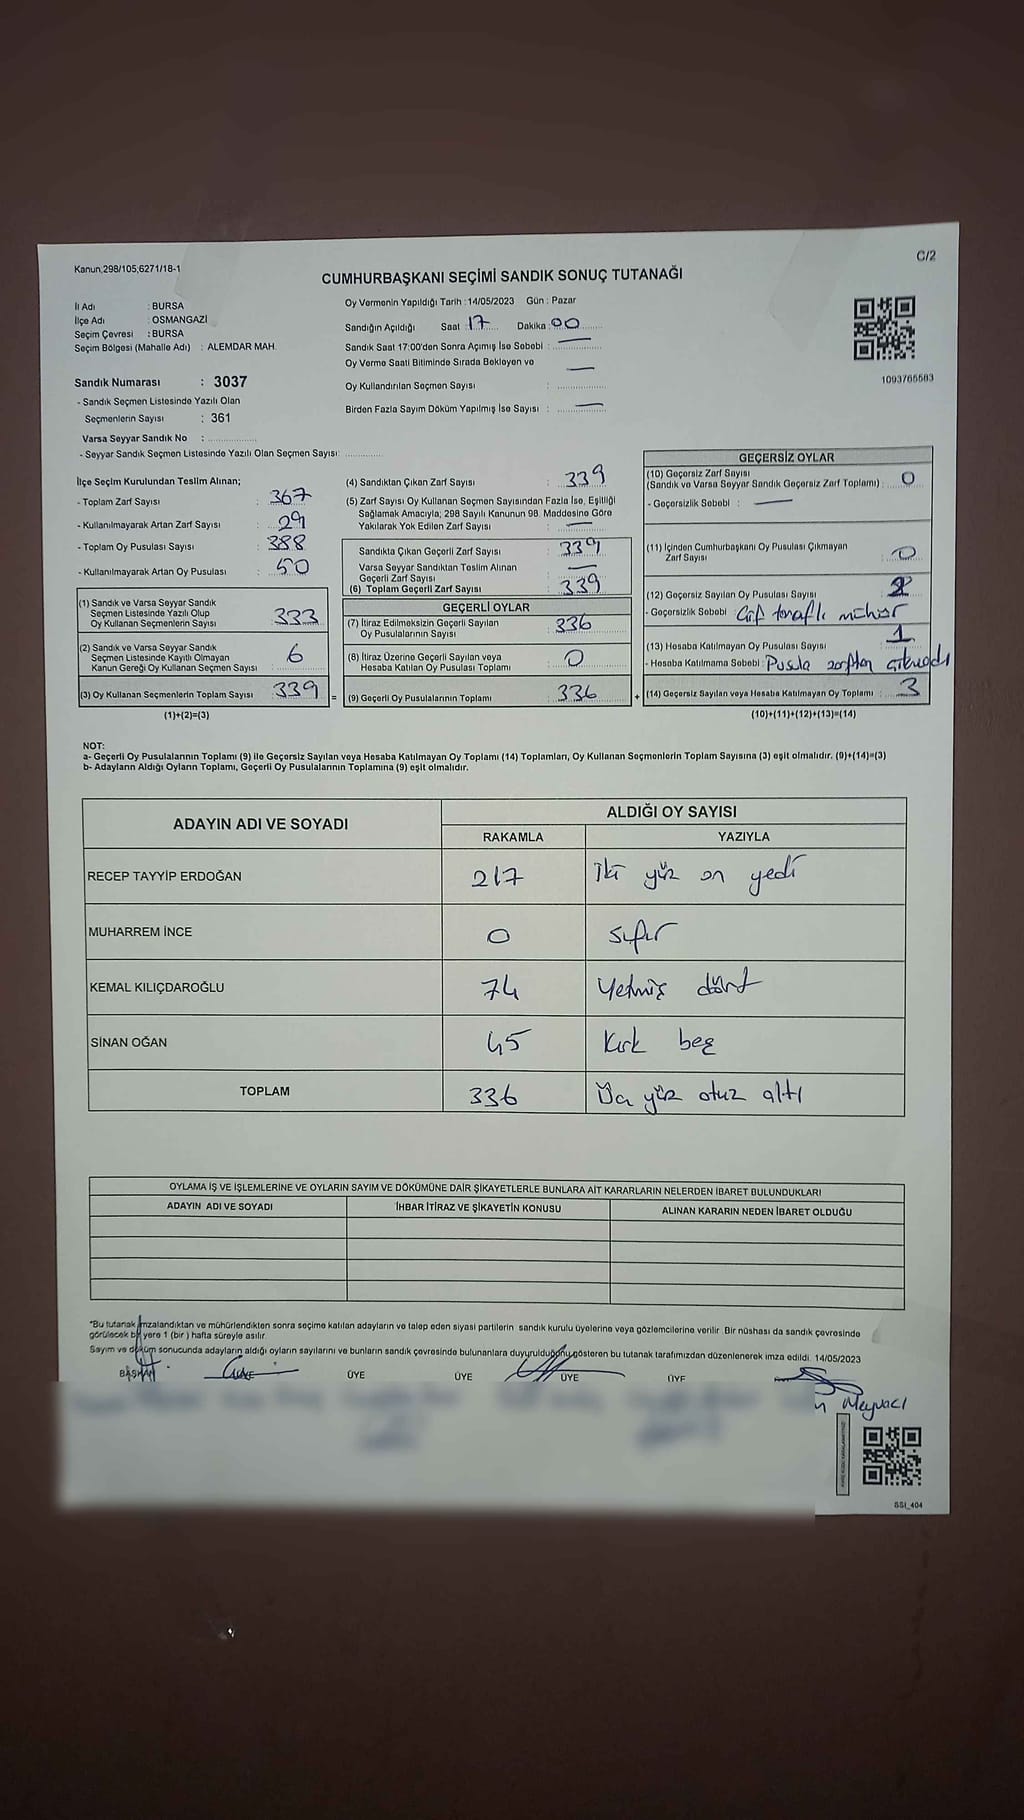 Kanun,298/105,6271/18-1
C/2
CUMHURBAŞKANI SEÇİMİ SANDIK SONUÇ TUTANAĞI
İl Adı : BURSA
İlçe Adı : OSMANGAZİ
Seçim Çevresi : BURSA
Seçim Bölgesi (Mahalle Adı) : ALEMDAR MAH.
Sandık Numarası : 3037
- Sandık Seçmen Listesinde Yazılı Olan
Seçmenlerin Sayısı : 361
Varsa Seyyar Sandık No :
- Seyyar Sandık Seçmen Listesinde Yazılı Olan Seçmen Sayısı:
Oy Vermenin Yapıldığı Tarih : 14/05/2023 Gün : Pazar
Sandığın Açıldığı Saat : 17 Dakika : 00
Sandık Saat 17:00'den Sonra Açımış İse Sebebi : —
Oy Verme Saati Bitiminde Sırada Bekleyen ve —
Oy Kullandırılan Seçmen Sayısı :
Birden Fazla Sayım Döküm Yapılmış İse Sayısı : —
1093765583
İlçe Seçim Kurulundan Teslim Alınan;
- Toplam Zarf Sayısı : 367
- Kullanılmayarak Artan Zarf Sayısı : 29
- Toplam Oy Pusulası Sayısı : 388
- Kullanılmayarak Artan Oy Pusulası : 50
(1) Sandık ve Varsa Seyyar Sandık
Seçmen Listesinde Yazılı Olup
Oy Kullanan Seçmenlerin Sayısı : 333
(2) Sandık ve Varsa Seyyar Sandık
Seçmen Listesinde Kayıtlı Olmayan
Kanun Gereği Oy Kullanan Seçmen Sayısı : 6
(3) Oy Kullanan Seçmenlerin Toplam Sayısı : 339
(1)+(2)=(3)
=
(4) Sandıktan Çıkan Zarf Sayısı : 339
(5) Zarf Sayısı Oy Kullanan Seçmen Sayısından Fazla İse, Eşitliği
Sağlamak Amacıyla; 298 Sayılı Kanunun 98. Maddesine Göre
Yakılarak Yok Edilen Zarf Sayısı : —
Sandıkta Çıkan Geçerli Zarf Sayısı : 339
Varsa Seyyar Sandıktan Teslim Alınan
Geçerli Zarf Sayısı : —
(6) Toplam Geçerli Zarf Sayısı : 339
GEÇERLİ OYLAR
(7) İtiraz Edilmeksizin Geçerli Sayılan
Oy Pusulalarının Sayısı : 336
(8) İtiraz Üzerine Geçerli Sayılan veya
Hesaba Katılan Oy Pusulası Toplamı : 0
(9) Geçerli Oy Pusulalarının Toplamı : 336
+
GEÇERSİZ OYLAR
(10) Geçersiz Zarf Sayısı
(Sandık ve Varsa Seyyar Sandık Geçersiz Zarf Toplamı) : 0
- Geçersizlik Sebebi : —
(11) İçinden Cumhurbaşkanı Oy Pusulası Çıkmayan
Zarf Sayısı : 0
(12) Geçersiz Sayılan Oy Pusulası Sayısı : 2
- Geçersizlik Sebebi : Çif taraflı mühür
(13) Hesaba Katılmayan Oy Pusulası Sayısı : 1
- Hesaba Katılmama Sebebi : Pusula zarftan çıkmadı
(14) Geçersiz Sayılan veya Hesaba Katılmayan Oy Toplamı : 3
(10)+(11)+(12)+(13)=(14)
NOT:
a- Geçerli Oy Pusulalarının Toplamı (9) ile Geçersiz Sayılan veya Hesaba Katılmayan Oy Toplamı (14) Toplamları, Oy Kullanan Seçmenlerin Toplam Sayısına (3) eşit olmalıdır. (9)+(14)=(3)
b- Adayların Aldığı Oyların Toplamı, Geçerli Oy Pusulalarının Toplamına (9) eşit olmalıdır.
ADAYIN ADI VE SOYADI
ALDIĞI OY SAYISI
RAKAMLA YAZIYLA
RECEP TAYYİP ERDOĞAN 217 İki yüz on yedi
MUHARREM İNCE 0 sıfır
KEMAL KILIÇDAROĞLU 74 Yetmiş dört
SİNAN OĞAN 45 Kırk beş
TOPLAM 336 Üç yüz otuz altı
OYLAMA İŞ VE İŞLEMLERİNE VE OYLARIN SAYIM VE DÖKÜMÜNE DAİR ŞİKAYETLERLE BUNLARA AİT KARARLARIN NELERDEN İBARET BULUNDUKLARI
ADAYIN ADI VE SOYADI İHBAR İTİRAZ VE ŞİKAYETİN KONUSU ALINAN KARARIN NEDEN İBARET OLDUĞU
"Bu tutanak imzalandıktan ve mühürlendikten sonra seçime katılan adayların ve talep eden siyasi partilerin sandık kurulu üyelerine veya gözlemcilerine verilir. Bir nüshası da sandık çevresinde
görülecek bir yere 1 (bir ) hafta süreyle asılır.
Sayım ve döküm sonucunda adayların aldığı oyların sayılarını ve bunların sandık çevresinde bulunanlara duyurulduğunu gösteren bu tutanak tarafımızdan düzenlenerek imza edildi. 14/05/2023
BAŞKAN ÜYE ÜYE ÜYE ÜYE
Meyvacı
SSI_404